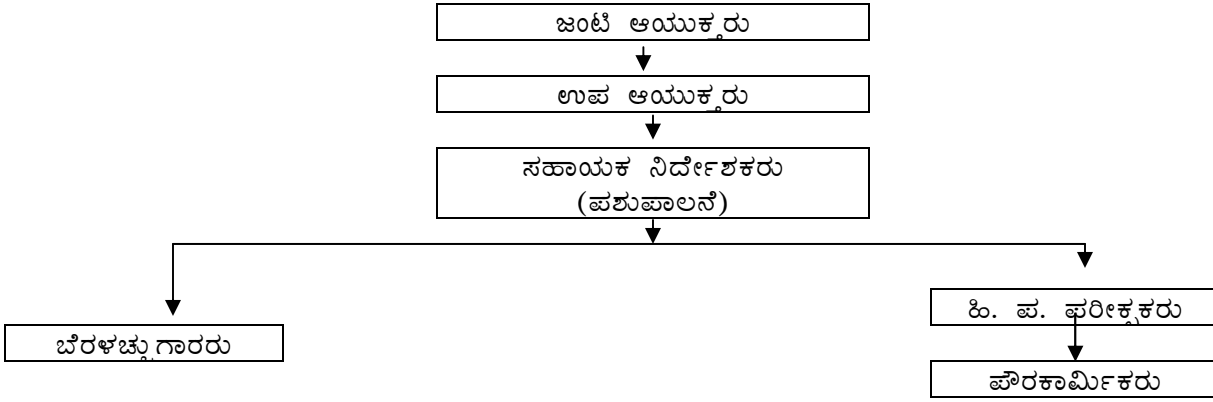 ಜಂಟಿ ಆಯುಕ್ತರು
ಉಪ ಆಯುಕ್ತರು
ಸಹಾಯಕ ನಿರ್ದೇಶಕರು
(ಪಶುಪಾಲನೆ)
ಹಿ. ಪ. ಪರೀಕ್ಷಕರು
ಬೆರಳಚ್ಚುಗಾರರು
ಪೌರಕಾರ್ಮಿಕರು